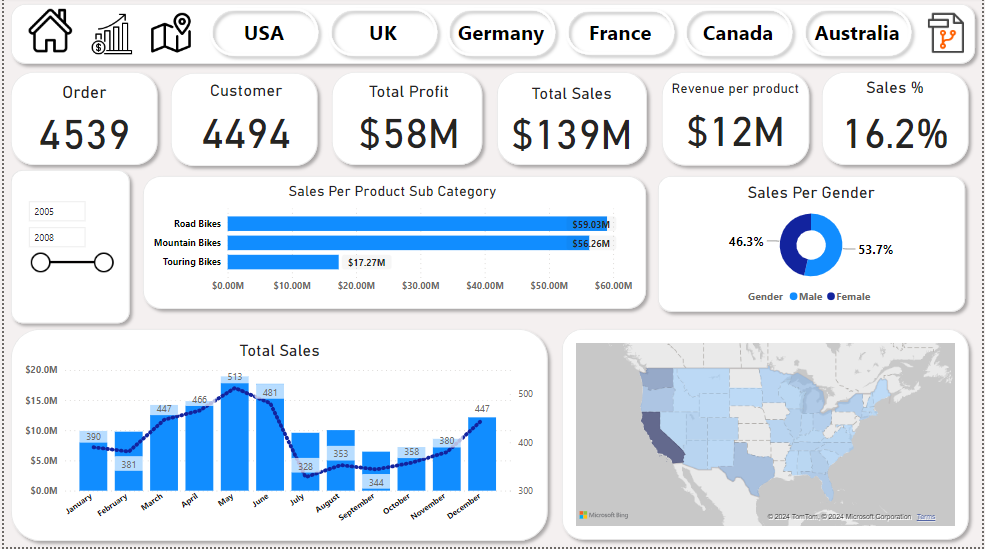 USA
UK
Germany
France
Canada
Australia
Order
4539
Customer
4494
Total Profit
$58M
Total Sales
$139M
Revenue per product
$12M
Sales %
16.2%
2005
2008
Sales Per Product Sub Category
Road Bikes
$59.03M
Mountain Bikes
$56.26M
Touring Bikes
$17.27M
$0.00M $10.00M $20.00M $30.00M $40.00M $50.00M $60.00M
Sales Per Gender
46.3%
53.7%
Gender Male Female
Total Sales
$20.0M
$15.0M
$10.0M
$5.0M
$0.0M
390
381
447
466
513
481
328
353
344
358
380
447
500
400
300
January February March April May June July August September October November December
Microsoft Bing
© 2024 TomTom, © 2024 Microsoft Corporation Terms